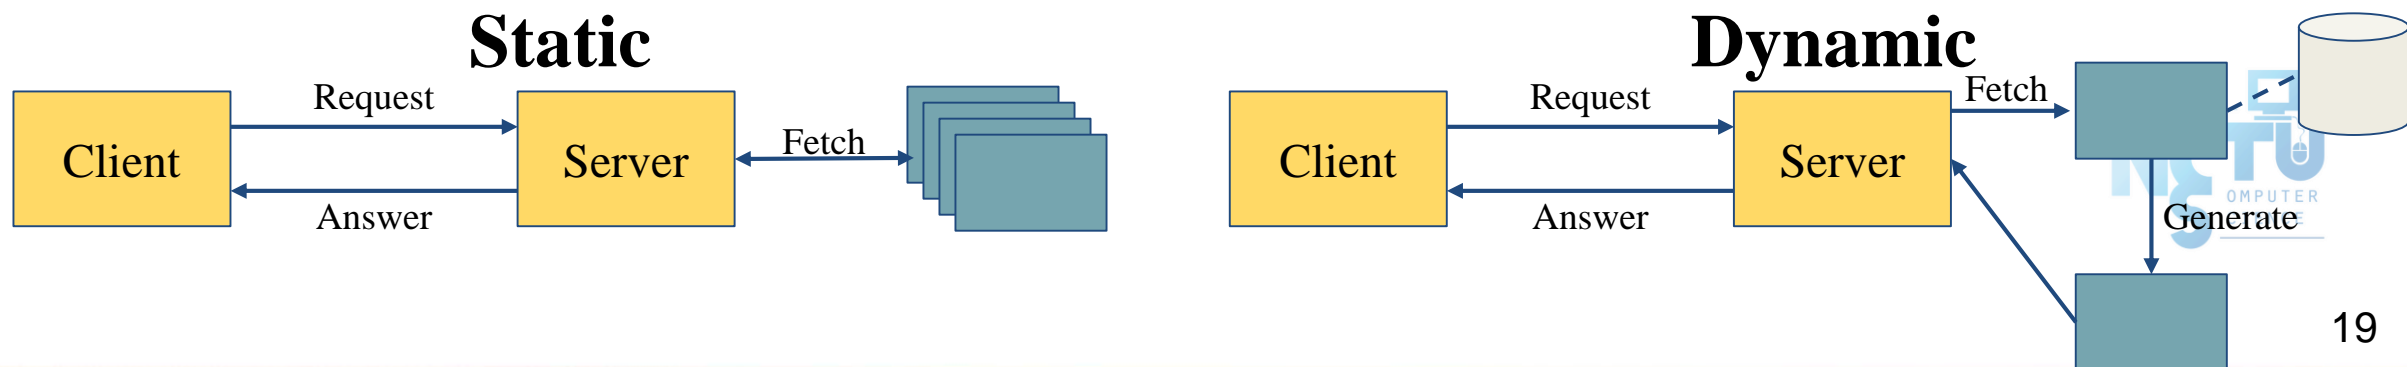 Static
Request
Client
Server
Fetch
Answer
Dynamic
Request
Fetch
Client
Server
Answer
OMPUTER
Generate
19